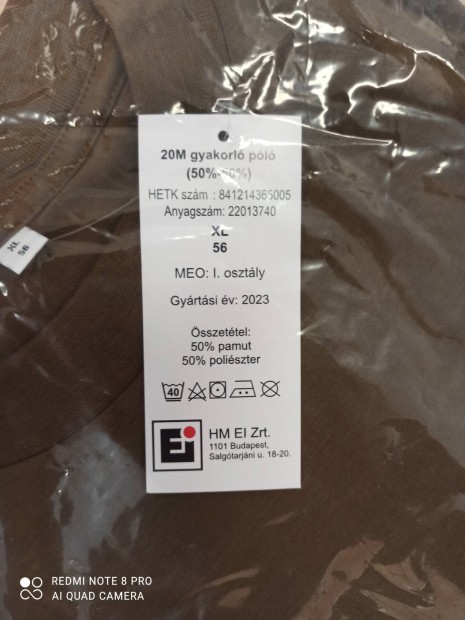 20M gyakorló póló
(50%-50%)
HETK szám : 841214365005
Anyagszám: 22013740
XL
56
XL
56
MEO: I. osztály
Gyártási év: 2023
Összetétel:
50% pamut
50% poliészter
40
Ei
HM EI Zrt.
1101 Budapest,
Salgótarjáni u. 18-20.
REDMI NOTE 8 PRO
AI QUAD CAMERA